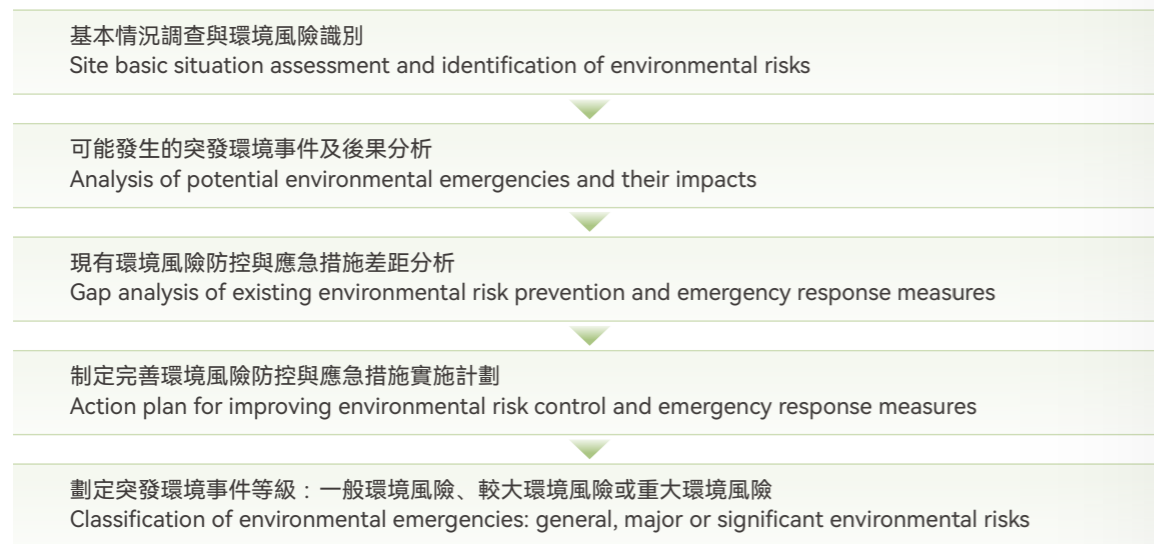 基本情況調查與環境風險識別
Site basic situation assessment and identification of environmental risks
可能發生的突發環境事件及後果分析
Analysis of potential environmental emergencies and their impacts
現有環境風險防控與應急措施差距分析
Gap analysis of existing environmental risk prevention and emergency response measures
制定完善環境風險防控與應急措施實施計劃
Action plan for improving environmental risk control and emergency response measures
劃定突發環境事件等級：一般環境風險、較大環境風險或重大環境風險
Classification of environmental emergencies: general, major or significant environmental risks